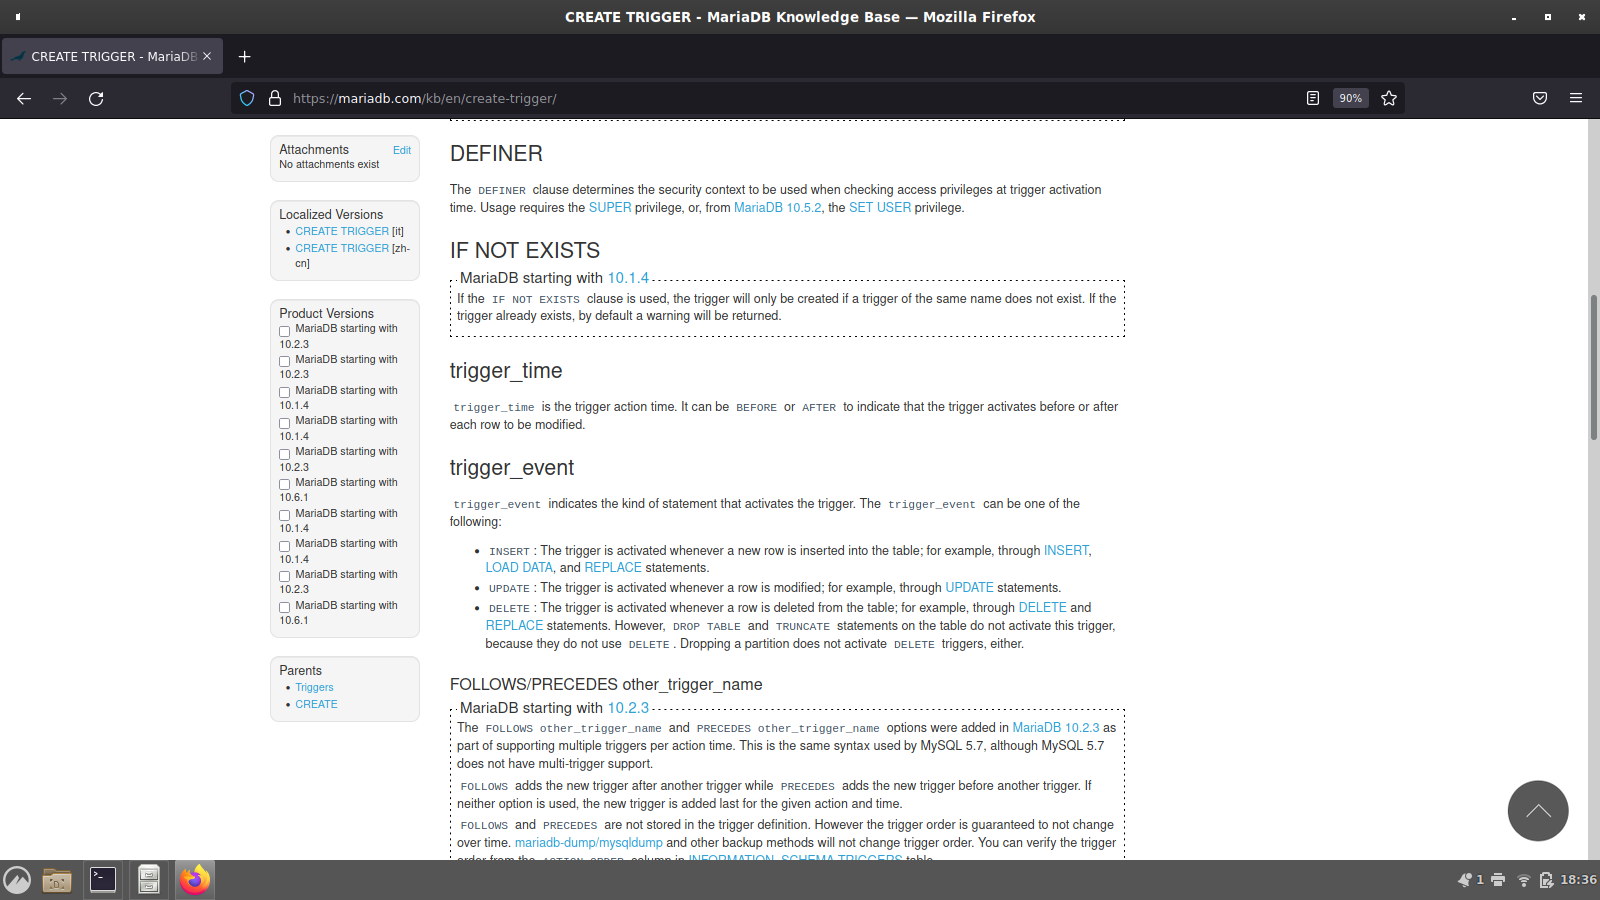 CREATE TRIGGER - MariaDB Knowledge Base — Mozilla Firefox
CREATE TRIGGER - MariaDB
https://mariadb.com/kb/en/create-trigger/
90%
Attachments Edit
No attachments exist
Localized Versions
CREATE TRIGGER [it]
CREATE TRIGGER [zh-
cn]
Product Versions
MariaDB starting with
10.2.3
MariaDB starting with
10.2.3
MariaDB starting with
10.1.4
MariaDB starting with
10.1.4
MariaDB starting with
10.2.3
MariaDB starting with
10.6.1
MariaDB starting with
10.1.4
MariaDB starting with
10.1.4
MariaDB starting with
10.2.3
MariaDB starting with
10.6.1
Parents
Triggers
CREATE
DEFINER
The DEFINER clause determines the security context to be used when checking access privileges at trigger activation
time. Usage requires the SUPER privilege, or, from MariaDB 10.5.2, the SET USER privilege.
IF NOT EXISTS
MariaDB starting with 10.1.4
If the IF NOT EXISTS clause is used, the trigger will only be created if a trigger of the same name does not exist. If the
trigger already exists, by default a warning will be returned.
trigger_time
trigger_time is the trigger action time. It can be BEFORE or AFTER to indicate that the trigger activates before or after
each row to be modified.
trigger_event
trigger_event indicates the kind of statement that activates the trigger. The trigger_event can be one of the
following:
INSERT : The trigger is activated whenever a new row is inserted into the table; for example, through INSERT,
LOAD DATA, and REPLACE statements.
UPDATE : The trigger is activated whenever a row is modified; for example, through UPDATE statements.
DELETE : The trigger is activated whenever a row is deleted from the table; for example, through DELETE and
REPLACE statements. However, DROP TABLE and TRUNCATE statements on the table do not activate this trigger,
because they do not use DELETE . Dropping a partition does not activate DELETE triggers, either.
FOLLOWS/PRECEDES other_trigger_name
MariaDB starting with 10.2.3
The FOLLOWS other_trigger_name and PRECEDES other_trigger_name options were added in MariaDB 10.2.3 as
part of supporting multiple triggers per action time. This is the same syntax used by MySQL 5.7, although MySQL 5.7
does not have multi-trigger support.
FOLLOWS adds the new trigger after another trigger while PRECEDES adds the new trigger before another trigger. If
neither option is used, the new trigger is added last for the given action and time.
FOLLOWS and PRECEDES are not stored in the trigger definition. However the trigger order is guaranteed to not change
over time. mariadb-dump/mysqldump and other backup methods will not change trigger order. You can verify the trigger
order from the ACTION_ORDER column in INFORMATION_SCHEMA.TRIGGERS table.
1 18:36